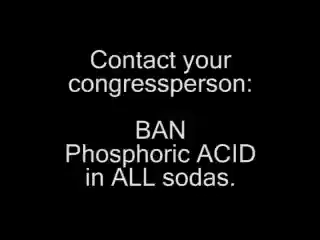 Contact your
congressperson:
BAN
Phosphoric ACID
in ALL sodas.